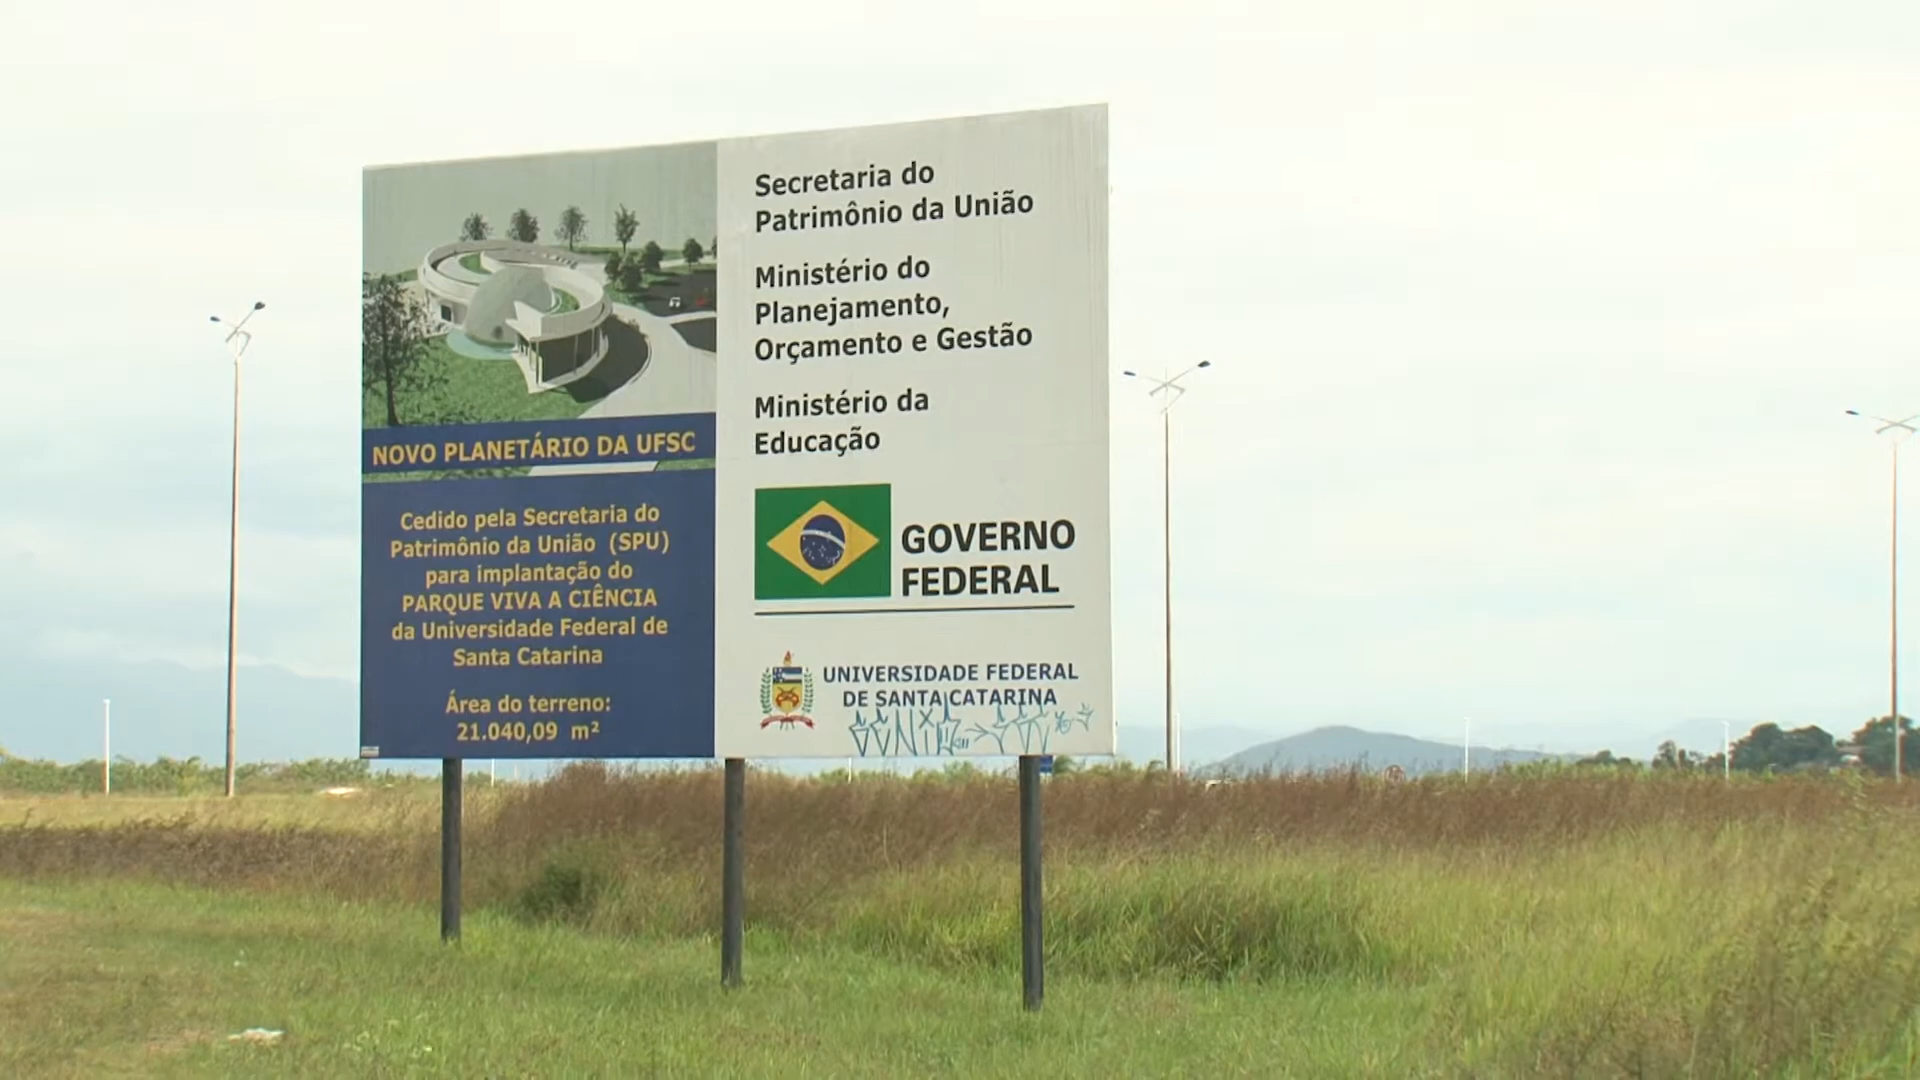 NOVO PLANETÁRIO DA UFSC
Cedido pela Secretaria do
Patrimônio da União (SPU)
para implantação do
PARQUE VIVA A CIÊNCIA
da Universidade Federal de
Santa Catarina
Área do terreno:
21.040,09 m²
Secretaria do
Patrimônio da União
Ministério do
Planejamento,
Orçamento e Gestão
Ministério da
Educação
GOVERNO
FEDERAL
UNIVERSIDADE FEDERAL
DE SANTA CATARINA